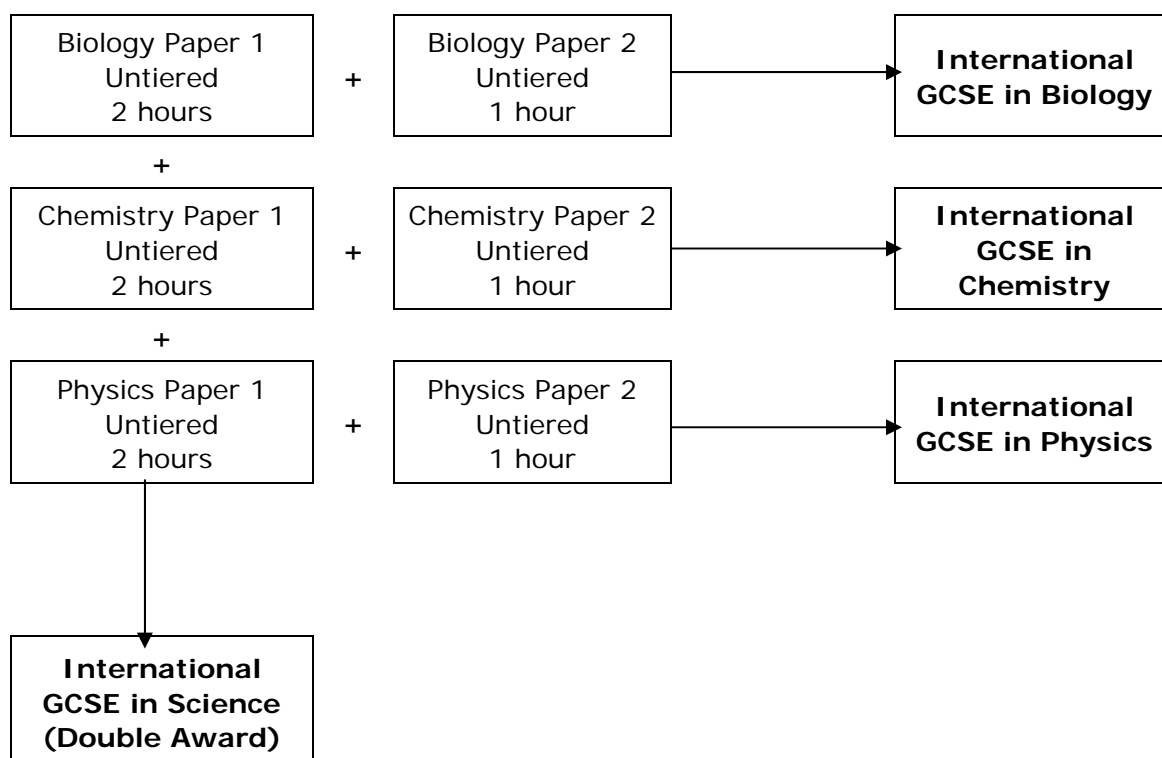 Biology Paper 1
Untiered
2 hours
+
Biology Paper 2
Untiered
1 hour
International
GCSE in Biology
+
Chemistry Paper 1
Untiered
2 hours
+
Chemistry Paper 2
Untiered
1 hour
International
GCSE in
Chemistry
+
Physics Paper 1
Untiered
2 hours
+
Physics Paper 2
Untiered
1 hour
International
GCSE in Physics
International
GCSE in Science
(Double Award)